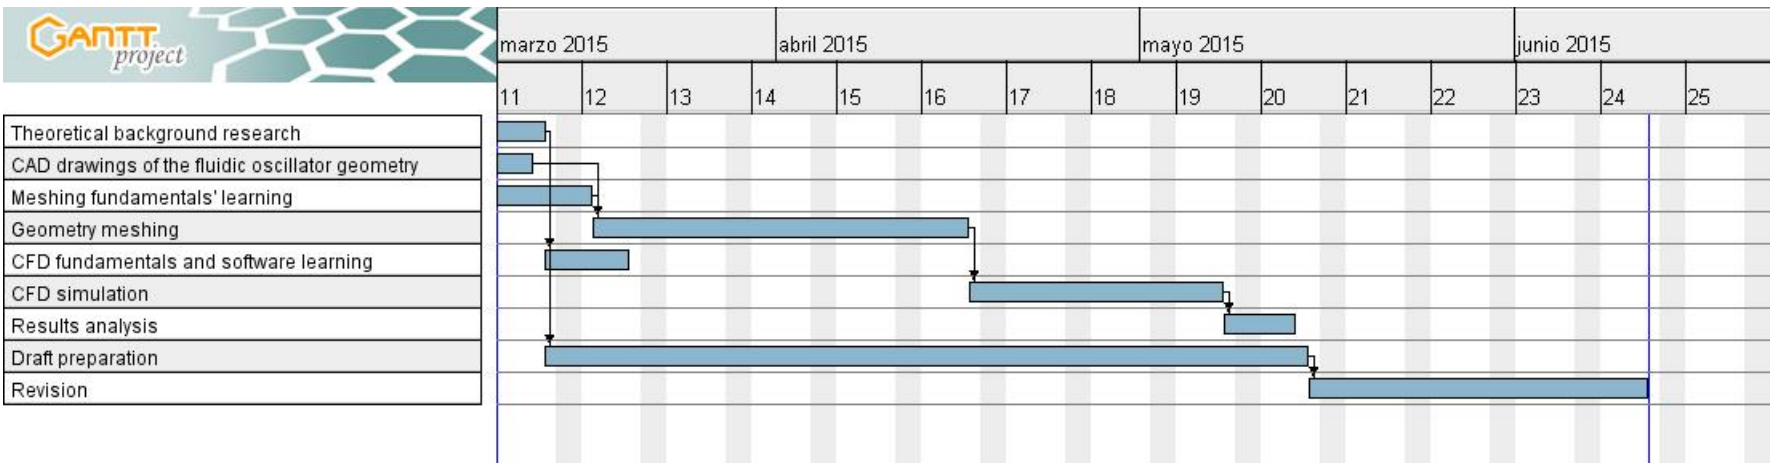 GANTT
project
marzo 2015 abril 2015 mayo 2015 junio 2015
11 12 13 14 15 16 17 18 19 20 21 22 23 24 25
Theoretical background research
CAD drawings of the fluidic oscillator geometry
Meshing fundamentals' learning
Geometry meshing
CFD fundamentals and software learning
CFD simulation
Results analysis
Draft preparation
Revision